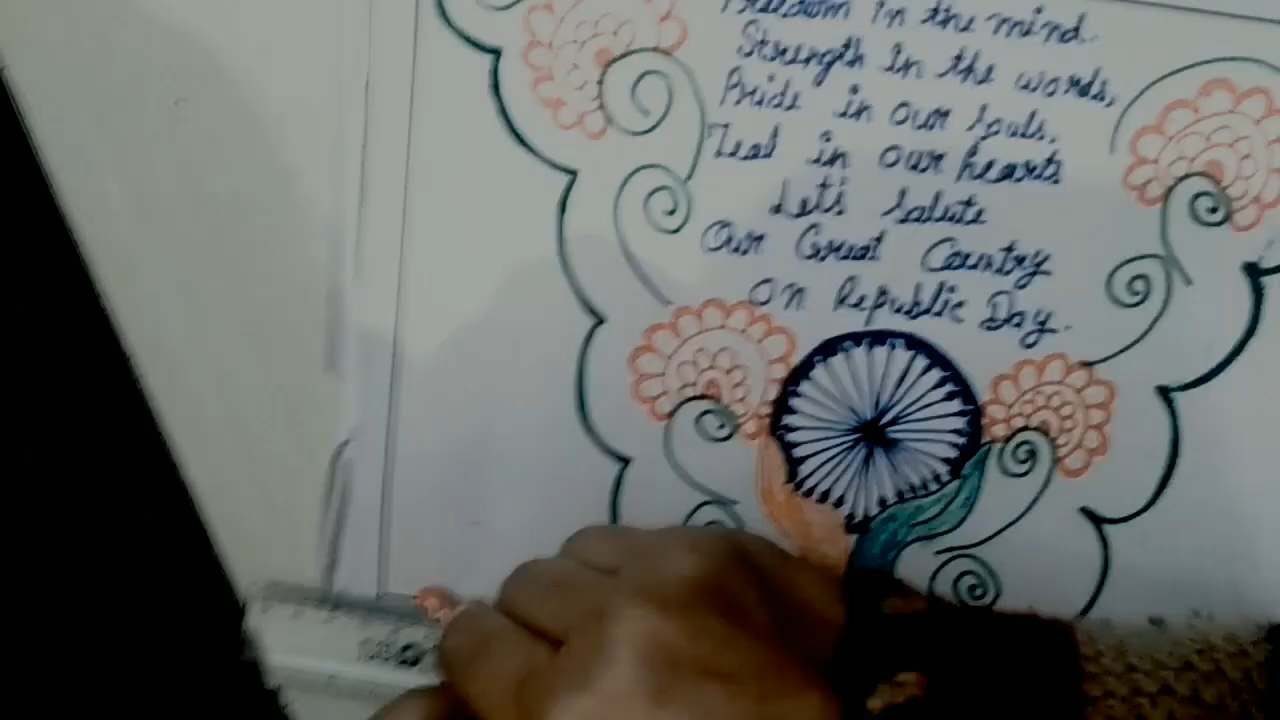 Freedom in the mind.
Strength in the words,
Pride in our souls,
Zeal in our hearts
Let's Salute
Our Great Country
on Republic Day.